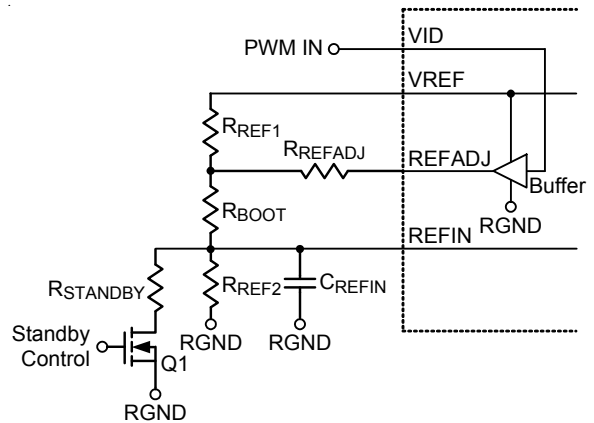 PWM IN
VID
VREF
RREF1
RREFADJ
REFADJ
Buffer
RGND
RBOOT
REFIN
RSTANDBY
RREF2
CREFIN
RGND
RGND
Standby
Control
Q1
RGND